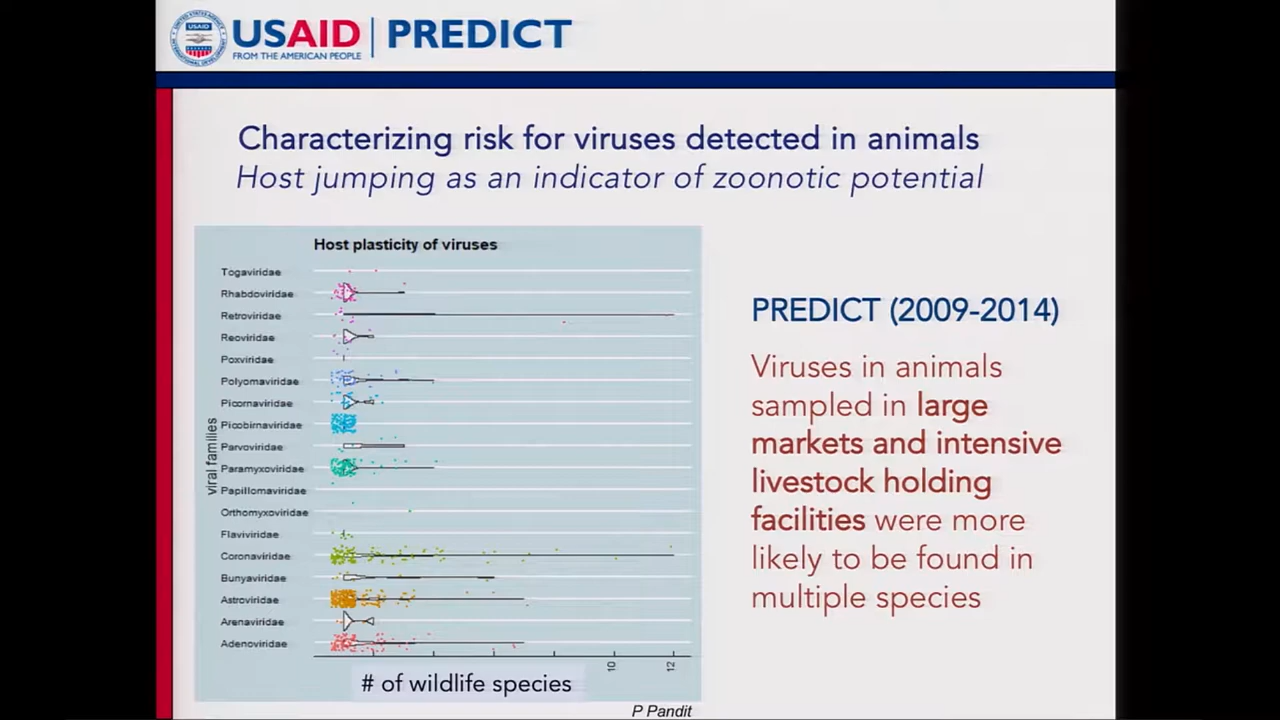 USAID | PREDICT
FROM THE AMERICAN PEOPLE
Characterizing risk for viruses detected in animals
Host jumping as an indicator of zoonotic potential
Host plasticity of viruses
viral families
Togaviridae
Rhabdoviridae
Retroviridae
Reoviridae
Poxviridae
Polyomaviridae
Picornaviridae
Picobirnaviridae
Parvoviridae
Paramyxoviridae
Papillomaviridae
Orthomyxoviridae
Flaviviridae
Coronaviridae
Bunyaviridae
Astroviridae
Arenaviridae
Adenoviridae
10
12
# of wildlife species
P Pandit
PREDICT (2009-2014)
Viruses in animals
sampled in large
markets and intensive
livestock holding
facilities were more
likely to be found in
multiple species